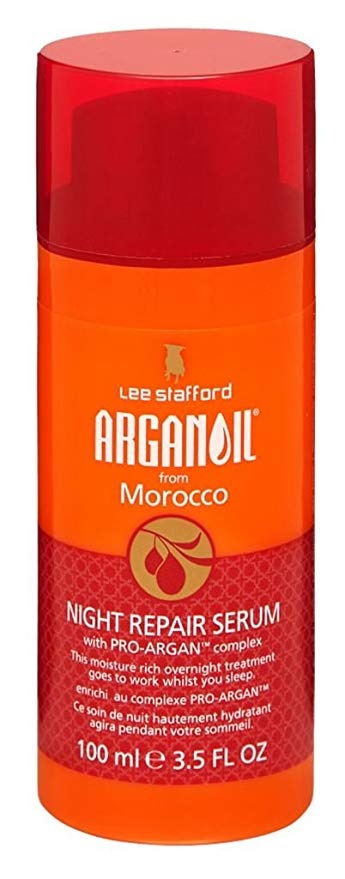 Lee Stafford
ARGANOIL®
from
Morocco
NIGHT REPAIR SERUM
with PRO-ARGAN™ complex
This moisture rich overnight treatment
goes to work whilst you sleep.
enrichi au complexe PRO-ARGAN™
Ce soin de nuit hautement hydratant
agira pendant votre sommeil.
100 ml e 3.5 FL OZ